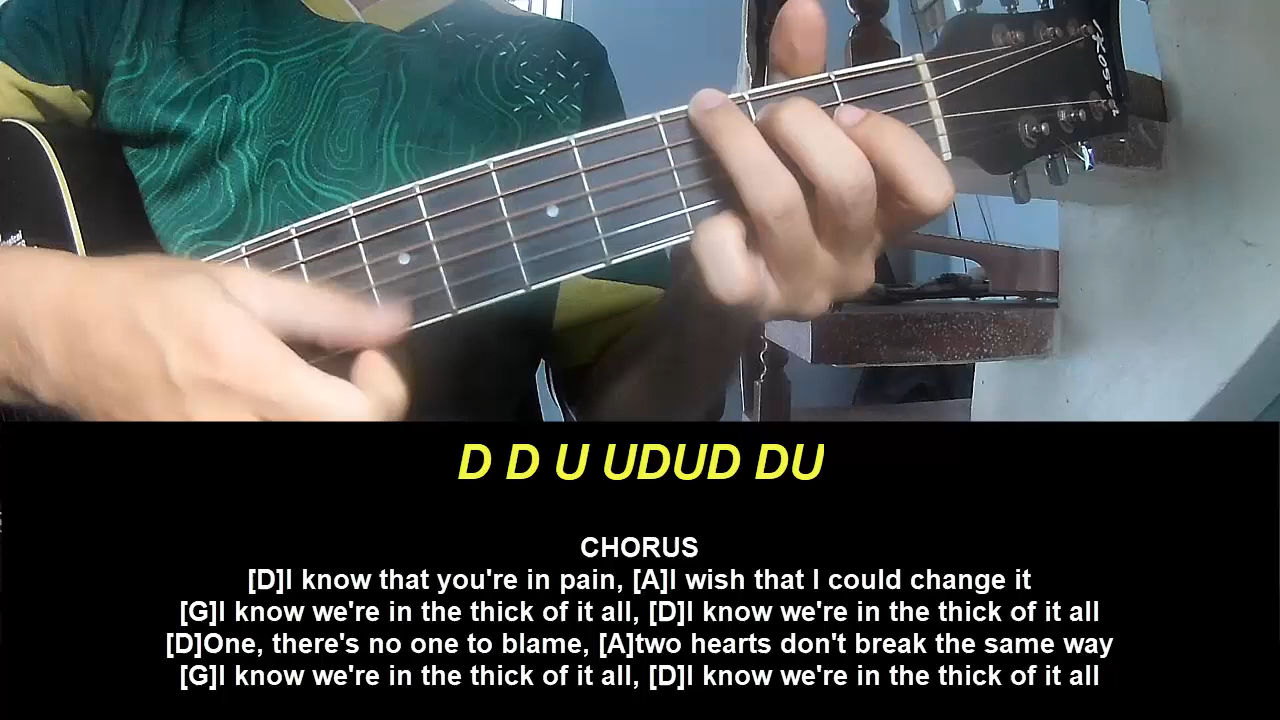 D D U UDUD DU
CHORUS
[D]I know that you're in pain, [A]I wish that I could change it
[G]I know we're in the thick of it all, [D]I know we're in the thick of it all
[D]One, there's no one to blame, [A]two hearts don't break the same way
[G]I know we're in the thick of it all, [D]I know we're in the thick of it all